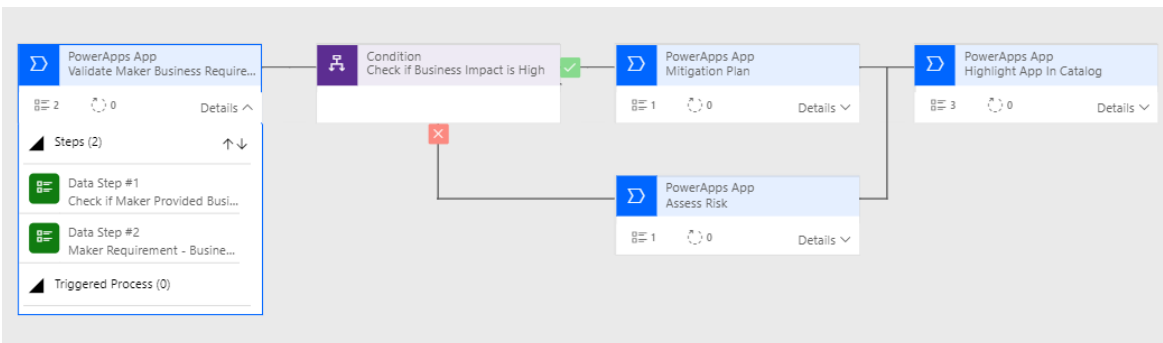 PowerApps App
Validate Maker Business Require...
2 0 Details
Steps (2)
Data Step #1
Check if Maker Provided Busi...
Data Step #2
Maker Requirement - Busine...
Triggered Process (0)
Condition
Check if Business Impact is High
PowerApps App
Mitigation Plan
1 0 Details
PowerApps App
Assess Risk
1 0 Details
PowerApps App
Highlight App In Catalog
3 0 Details